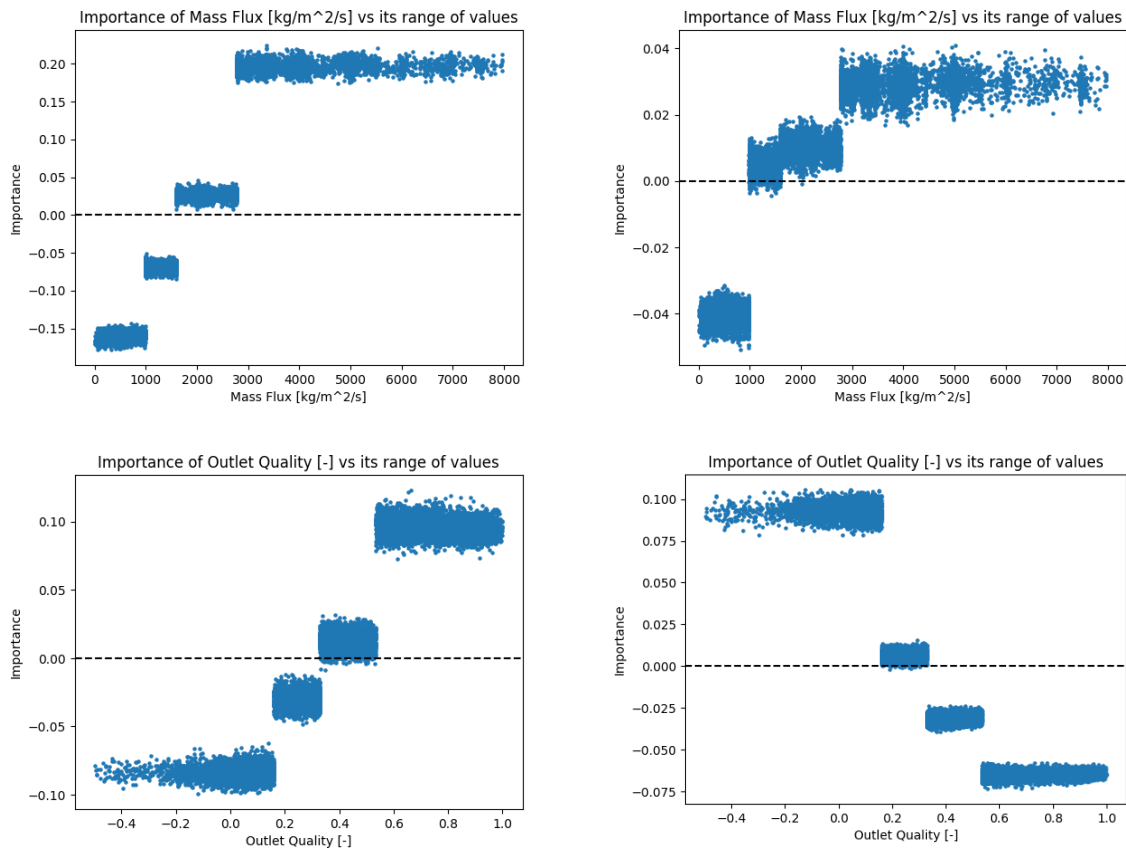 Importance of Mass Flux [kg/m^2/s] vs its range of values
0.20
0.15
0.10
0.05
0.00
−0.05
−0.10
−0.15
Importance
0 1000 2000 3000 4000 5000 6000 7000 8000
Mass Flux [kg/m^2/s]
Importance of Mass Flux [kg/m^2/s] vs its range of values
0.04
0.02
0.00
−0.02
−0.04
Importance
0 1000 2000 3000 4000 5000 6000 7000 8000
Mass Flux [kg/m^2/s]
Importance of Outlet Quality [-] vs its range of values
0.10
0.05
0.00
−0.05
−0.10
Importance
−0.4 −0.2 0.0 0.2 0.4 0.6 0.8 1.0
Outlet Quality [-]
Importance of Outlet Quality [-] vs its range of values
0.100
0.075
0.050
0.025
0.000
−0.025
−0.050
−0.075
Importance
−0.4 −0.2 0.0 0.2 0.4 0.6 0.8 1.0
Outlet Quality [-]